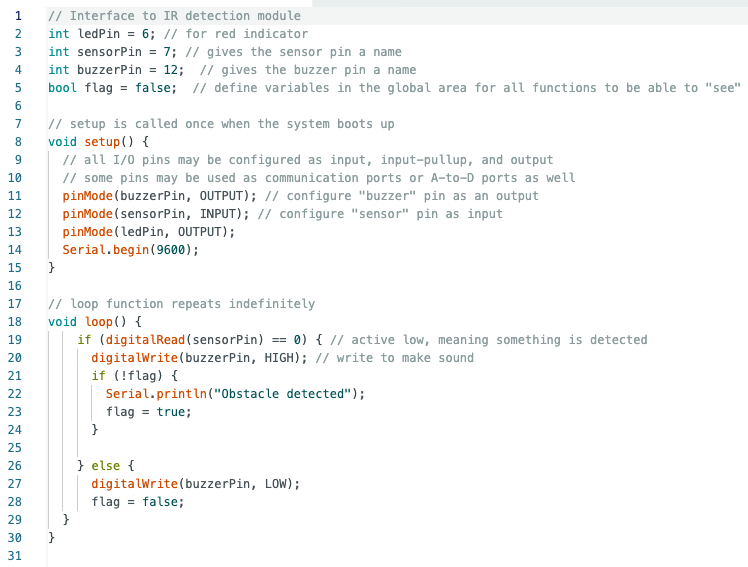 1 // Interface to IR detection module
2 int ledPin = 6; // for red indicator
3 int sensorPin = 7; // gives the sensor pin a name
4 int buzzerPin = 12;  // gives the buzzer pin a name
5 bool flag = false;  // define variables in the global area for all functions to be able to "see"
6
7 // setup is called once when the system boots up
8 void setup() {
9   // all I/O pins may be configured as input, input-pullup, and output
10   // some pins may be used as communication ports or A-to-D ports as well
11   pinMode(buzzerPin, OUTPUT); // configure "buzzer" pin as an output
12   pinMode(sensorPin, INPUT); // configure "sensor" pin as input
13   pinMode(ledPin, OUTPUT);
14   Serial.begin(9600);
15 }
16
17 // loop function repeats indefinitely
18 void loop() {
19     if (digitalRead(sensorPin) == 0) { // active low, meaning something is detected
20       digitalWrite(buzzerPin, HIGH); // write to make sound
21       if (!flag) {
22         Serial.println("Obstacle detected");
23         flag = true;
24       }
25
26     } else {
27       digitalWrite(buzzerPin, LOW);
28       flag = false;
29   }
30 }
31